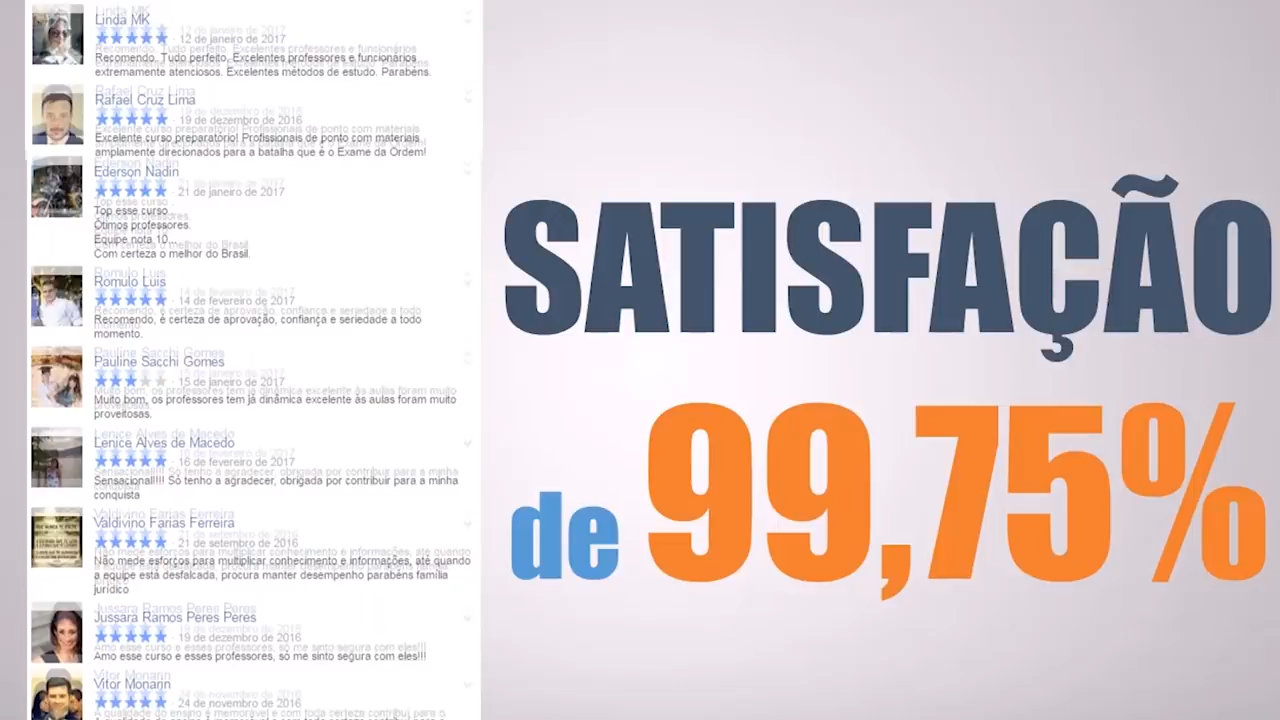 Linda MK
12 de janeiro de 2017
Recomendo. Tudo perfeito. Excelentes professores e funcionários
extremamente atenciosos. Excelentes métodos de estudo. Parabéns.
Rafael Cruz Lima
19 de dezembro de 2016
Excelente curso preparatório! Profissionais de ponto com materiais
amplamente direcionados para a batalha que é o Exame da Ordem!
Ederson Nadin
21 de janeiro de 2017
Top esse curso...
Ótimos professores.
Equipe nota 10...
Com certeza o melhor do Brasil.
Romulo Luis
14 de fevereiro de 2017
Recomendo, é certeza de aprovação, confiança e seriedade a todo
momento.
Pauline Sacchi Gomes
15 de janeiro de 2017
Muito bom, os professores tem já dinâmica excelente às aulas foram muito
proveitosas.
Lenice Alves de Macedo
16 de fevereiro de 2017
Sensacional!!!! Só tenho a agradecer, obrigada por contribuir para a minha
conquista
Valdivino Farias Ferreira
21 de setembro de 2016
Não mede esforços para multiplicar conhecimento e informações, até quando
a equipe está desfalcada, procura manter desempenho parabéns família
jurídico
Jussara Ramos Peres Peres
19 de dezembro de 2016
Amo esse curso e esses professores, só me sinto segura com eles!!!
Vitor Monann
24 de novembro de 2016
SATISFAÇÃO
de 99,75%